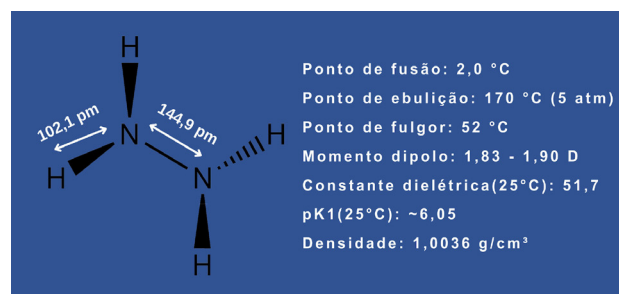 H
102,1 pm
144,9 pm
N
H
H
N
H
Ponto de fusão: 2,0 °C
Ponto de ebulição: 170 °C (5 atm)
Ponto de fulgor: 52 °C
Momento dipolo: 1,83 - 1,90 D
Constante dielétrica(25°C): 51,7
pK1(25°C): ~6,05
Densidade: 1,0036 g/cm³